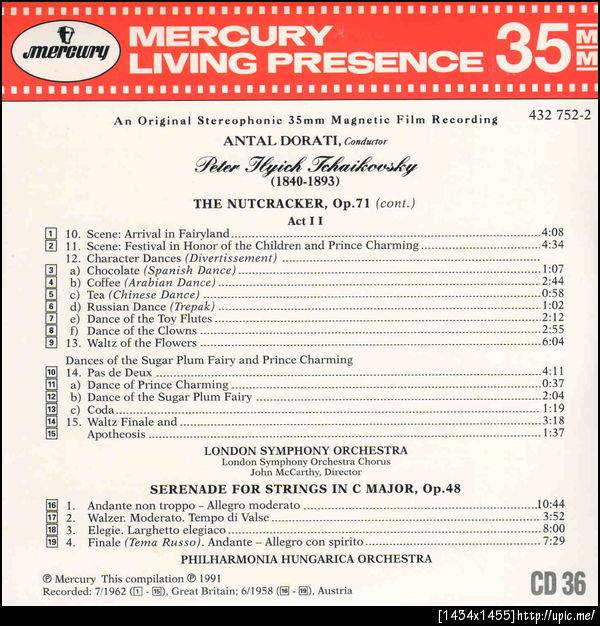 mercury
MERCURY
LIVING PRESENCE
35 MM
An Original Stereophonic 35mm Magnetic Film Recording
432 752-2
ANTAL DORATI, Conductor
Peter Ilyich Tchaikovsky
(1840-1893)
THE NUTCRACKER, Op.71 (cont.)
Act I I
1 10. Scene: Arrival in Fairyland 4:08
2 11. Scene: Festival in Honor of the Children and Prince Charming 4:34
12. Character Dances (Divertissement)
3 a) Chocolate (Spanish Dance) 1:07
4 b) Coffee (Arabian Dance) 2:44
5 c) Tea (Chinese Dance) 0:58
6 d) Russian Dance (Trepak) 1:02
7 e) Dance of the Toy Flutes 2:12
8 f) Dance of the Clowns 2:55
9 13. Waltz of the Flowers 6:04
Dances of the Sugar Plum Fairy and Prince Charming
10 14. Pas de Deux 4:11
11 a) Dance of Prince Charming 0:37
12 b) Dance of the Sugar Plum Fairy 2:04
13 c) Coda 1:19
14 15. Waltz Finale and 3:18
15 Apotheosis 1:37
LONDON SYMPHONY ORCHESTRA
London Symphony Orchestra Chorus
John McCarthy, Director
SERENADE FOR STRINGS IN C MAJOR, Op.48
16 1. Andante non troppo – Allegro moderato 10:44
17 2. Walzer. Moderato. Tempo di Valse 3:52
18 3. Elegie. Larghetto elegiaco 8:00
19 4. Finale (Tema Russo). Andante – Allegro con spirito 7:29
PHILHARMONIA HUNGARICA ORCHESTRA
℗ Mercury This compilation ℗ 1991
Recorded: 7/1962 (1 - 15), Great Britain; 6/1958 (16 - 19), Austria
CD 36
[1434x1455]http://upic.me/